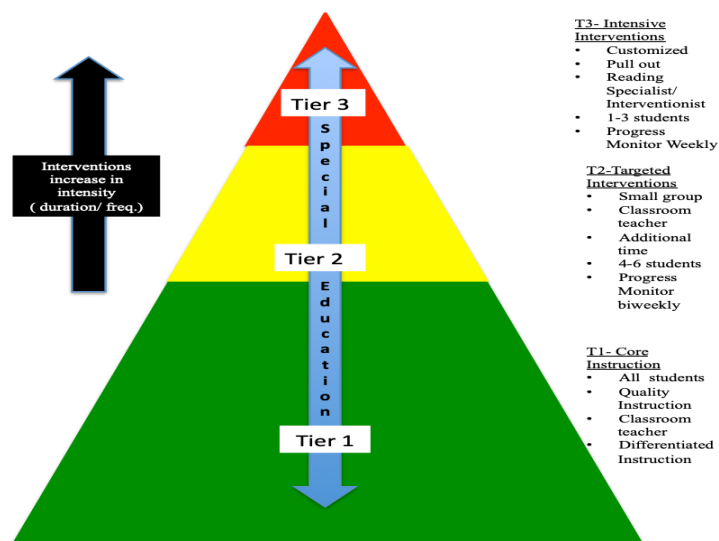 Interventions
increase in
intensity
( duration/ freq.)
Tier 3
Special
Tier 2
Education
Tier 1
T3- Intensive
Interventions
• Customized
• Pull out
• Reading
Specialist/
Interventionist
• 1-3 students
• Progress
Monitor Weekly
T2-Targeted
Interventions
• Small group
• Classroom
teacher
• Additional
time
• 4-6 students
• Progress
Monitor
biweekly
T1- Core
Instruction
• All students
• Quality
Instruction
• Classroom
teacher
• Differentiated
Instruction